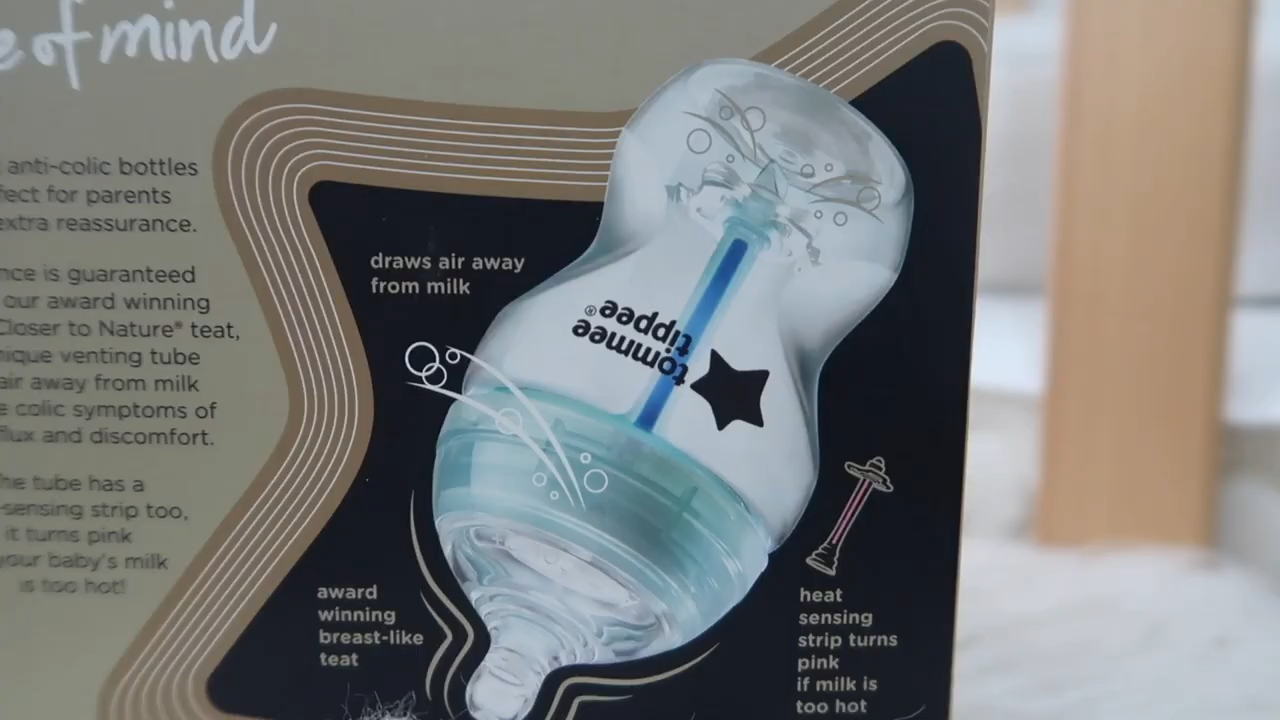 e of mind
anti-colic bottles
fect for parents
extra reassurance.
nce is guaranteed
our award winning
Closer to Nature® teat,
nique venting tube
air away from milk
e colic symptoms of
flux and discomfort.
he tube has a
-sensing strip too,
it turns pink
your baby's milk
is too hot!
draws air away
from milk
tommee
tippee®
award
winning
breast-like
teat
heat
sensing
strip turns
pink
if milk is
too hot